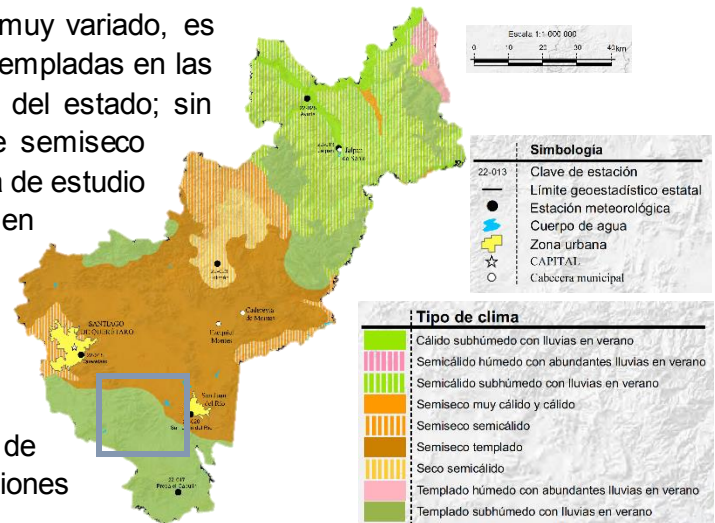 muy variado, es
templadas en las
del estado; sin
semiseco
de estudio
en
de
iones
Escala 1:1 000 000
0 10 20 30 40 km
Simbología
22-013 Clave de estación
Límite geoestadístico estatal
Estación meteorológica
Cuerpo de agua
Zona urbana
CAPITAL
Cabecera municipal
Tipo de clima
Cálido subhúmedo con lluvias en verano
Semicálido húmedo con abundantes lluvias en verano
Semicálido subhúmedo con lluvias en verano
Semiseco muy cálido y cálido
Semiseco semicálido
Semiseco templado
Seco semicálido
Templado húmedo con abundantes lluvias en verano
Templado subhúmedo con lluvias en verano
Jalpan
de Serra
Cadereyta
de Montes
SANTIAGO
DE QUERÉTARO
San Juan
del Río